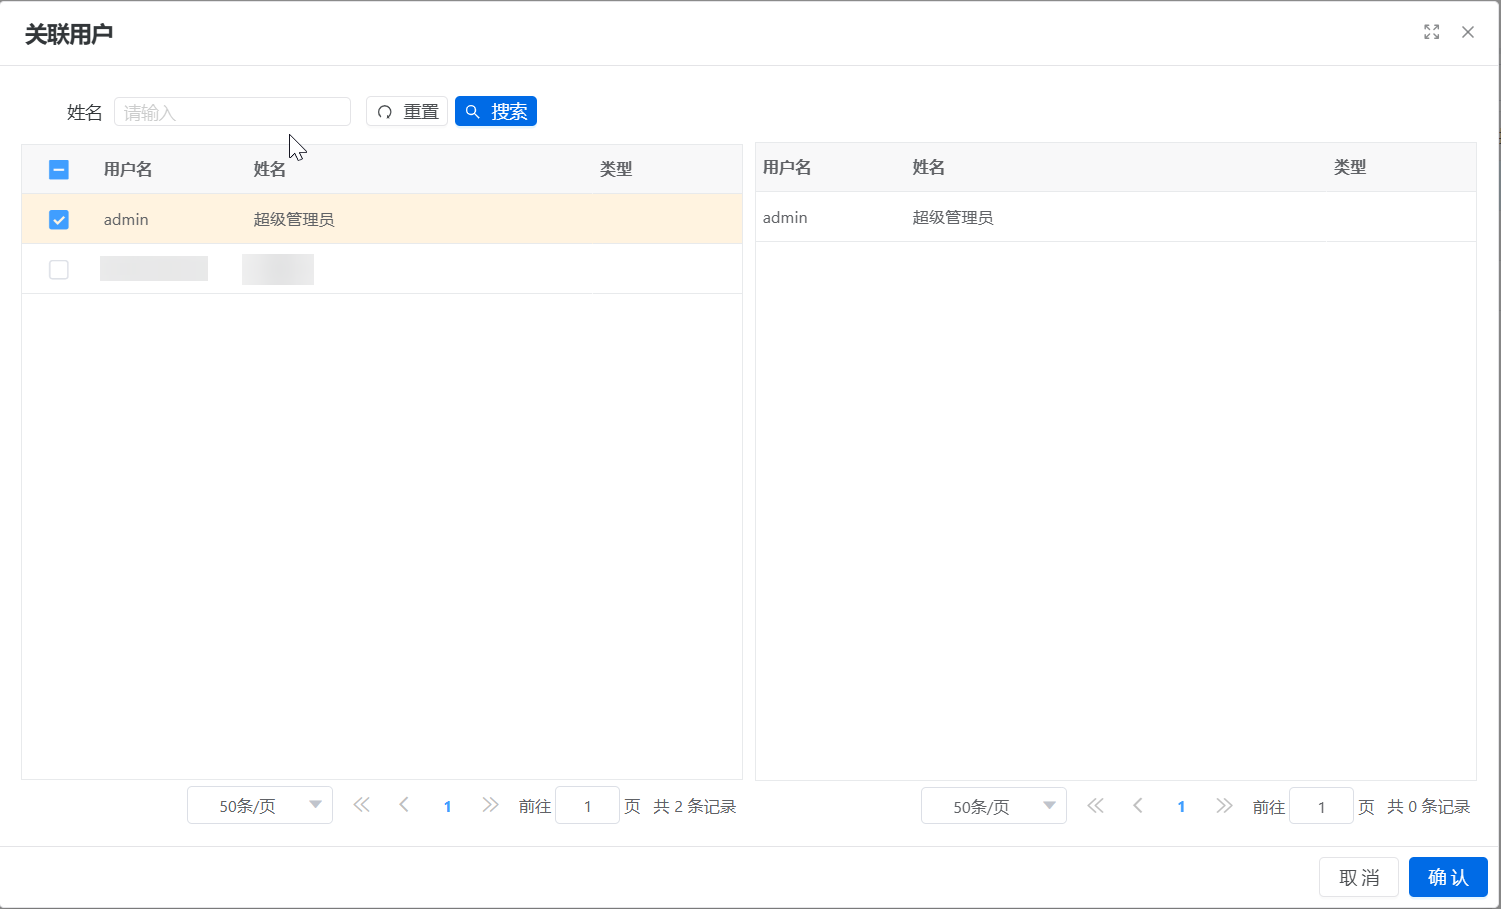 关联用户
姓名 请输入 重置 搜索
用户名 姓名 类型
admin 超级管理员
50条/页 1 前往 1 页 共 2 条记录
用户名 姓名 类型
admin 超级管理员
50条/页 1 前往 1 页 共 0 条记录
取消 确认